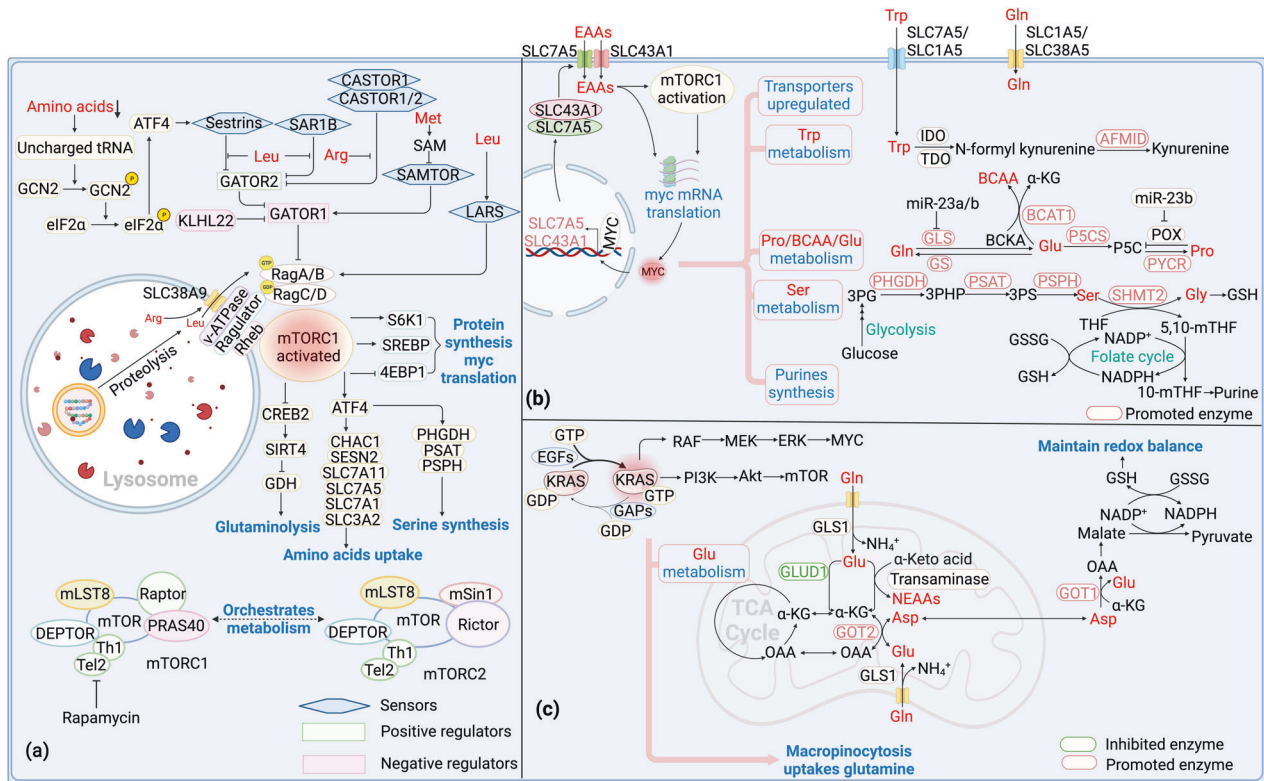 Amino acids
Uncharged tRNA
GCN2
GCN2
P
eIF2α
eIF2α
P
ATF4
Sestrins
SAR1B
CASTOR1
CASTOR1/2
Leu
Arg
GATOR2
Met
SAM
SAMTOR
Leu
LARS
KLHL22
GATOR1
GTP
RagA/B
GDP
RagC/D
SLC38A9
Arg
Leu
v-ATPase
Ragulator
Rheb
Proteolysis
Lysosome
mTORC1
activated
S6K1
SREBP
4EBP1
Protein
synthesis
myc
translation
CREB2
SIRT4
GDH
Glutaminolysis
ATF4
CHAC1
SESN2
SLC7A11
SLC7A5
SLC7A1
SLC3A2
Amino acids uptake
PHGDH
PSAT
PSPH
Serine synthesis
mLST8
Raptor
mTOR
PRAS40
DEPTOR
Th1
Tel2
mTORC1
Rapamycin
Orchestrates
metabolism
mLST8
mSin1
mTOR
Rictor
DEPTOR
Th1
Tel2
mTORC2
Sensors
Positive regulators
Negative regulators
(a)
EAAs
SLC7A5
SLC43A1
EAAs
SLC43A1
SLC7A5
mTORC1
activation
myc mRNA
translation
SLC7A5
SLC43A1
MYC
MYC
Transporters
upregulated
Trp
metabolism
Pro/BCAA/Glu
metabolism
Ser
metabolism
Purines
synthesis
Trp
SLC7A5/
SLC1A5
Gln
SLC1A5/
SLC38A5
Gln
Trp
IDO
TDO
N-formyl kynurenine
AFMID
Kynurenine
BCAA
α-KG
miR-23a/b
BCAT1
miR-23b
Gln
GLS
GS
BCKA
Glu
P5CS
P5C
POX
PYCR
Pro
3PG
PHGDH
3PHP
PSAT
3PS
PSPH
Ser
SHMT2
Gly
GSH
Glycolysis
Glucose
THF
5,10-mTHF
GSSG
NADP⁺
Folate cycle
GSH
NADPH
10-mTHF
Purine
Promoted enzyme
(b)
GTP
EGFs
KRAS
GDP
KRAS
GTP
GAPs
GDP
RAF
MEK
ERK
MYC
PI3K
Akt
mTOR
Glu
metabolism
Gln
GLS1
NH₄⁺
Glu
GLUD1
α-Keto acid
Transaminase
NEAAs
TCA
Cycle
α-KG
α-KG
Asp
GOT2
OAA
OAA
Glu
GLS1
NH₄⁺
Gln
Maintain redox balance
GSH
GSSG
NADP⁺
NADPH
Malate
Pyruvate
OAA
GOT1
Glu
α-KG
Asp
Macropinocytosis
uptakes glutamine
Inhibited enzyme
Promoted enzyme
(c)